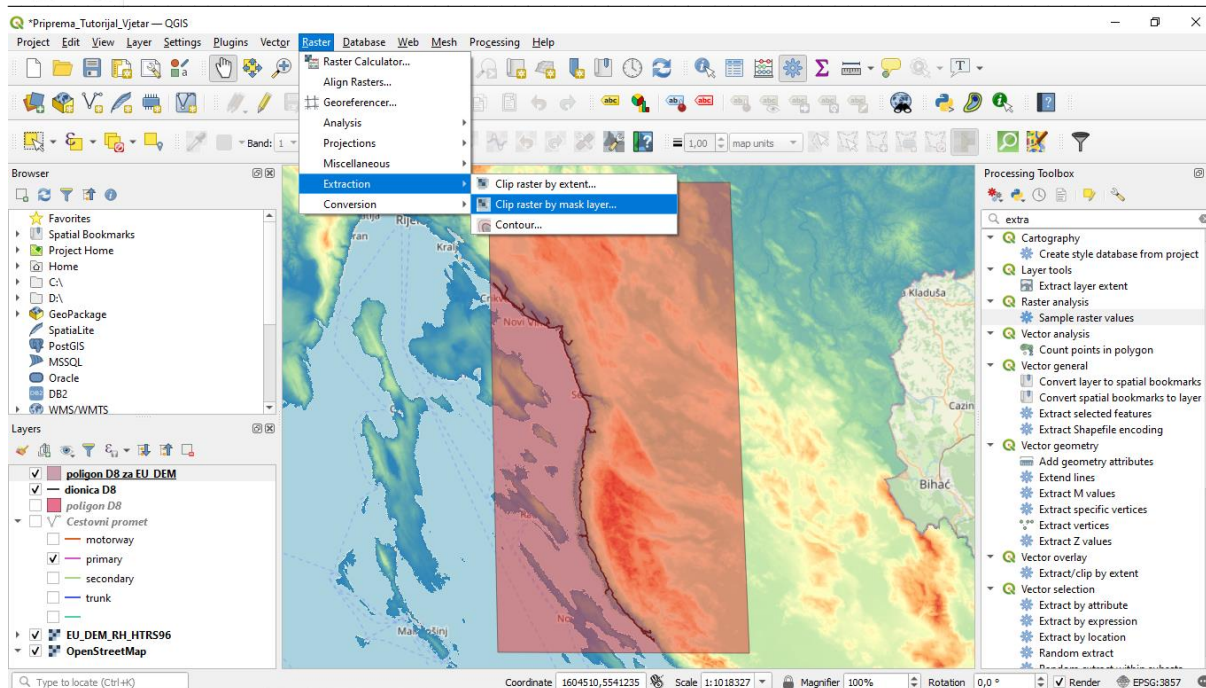 *Priprema_Tutorijal_Vjetar — QGIS
Project Edit View Layer Settings Plugins Vector Raster Database Web Mesh Processing Help
Raster Calculator...
Align Rasters...
Georeferencer...
Analysis
Projections
Miscellaneous
Extraction
Conversion
Clip raster by extent...
Clip raster by mask layer...
Contour...
Band: 1
1,00
map units
Browser
Favorites
Spatial Bookmarks
Project Home
Home
C:\
D:\
GeoPackage
SpatiaLite
PostGIS
MSSQL
Oracle
DB2
WMS/WMTS
Layers
poligon D8 za EU_DEM
dionica D8
poligon D8
Cestovni promet
motorway
primary
secondary
trunk
EU_DEM_RH_HTRS96
OpenStreetMap
Kladuša
Cazin
Bihać
Processing Toolbox
extra
Cartography
Create style database from project
Layer tools
Extract layer extent
Raster analysis
Sample raster values
Vector analysis
Count points in polygon
Vector general
Convert layer to spatial bookmarks
Convert spatial bookmarks to layer
Extract selected features
Extract Shapefile encoding
Vector geometry
Add geometry attributes
Extend lines
Extract M values
Extract specific vertices
Extract vertices
Extract Z values
Vector overlay
Extract/clip by extent
Vector selection
Extract by attribute
Extract by expression
Extract by location
Random extract
Random extract within subsets
Type to locate (Ctrl+K)
Coordinate 1604510,5541235 Scale 1:1018327 Magnifier 100% Rotation 0,0 ° Render EPSG:3857